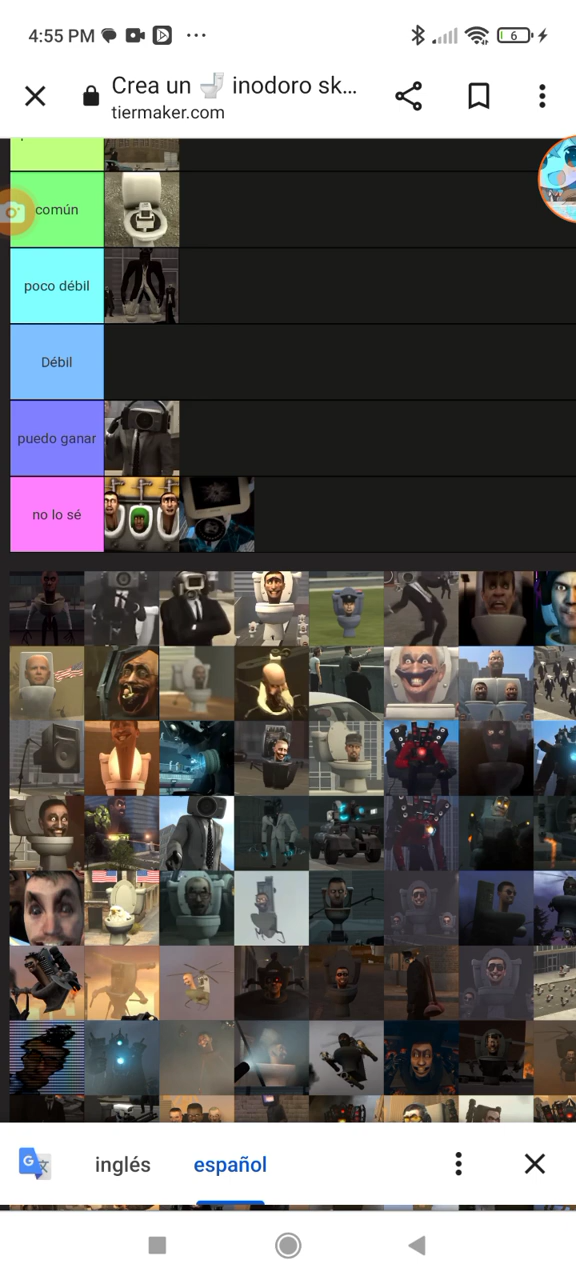 4:55 PM
6
Crea un 🚽 inodoro sk...
tiermaker.com
común
poco débil
Débil
puedo ganar
no lo sé
inglés
español